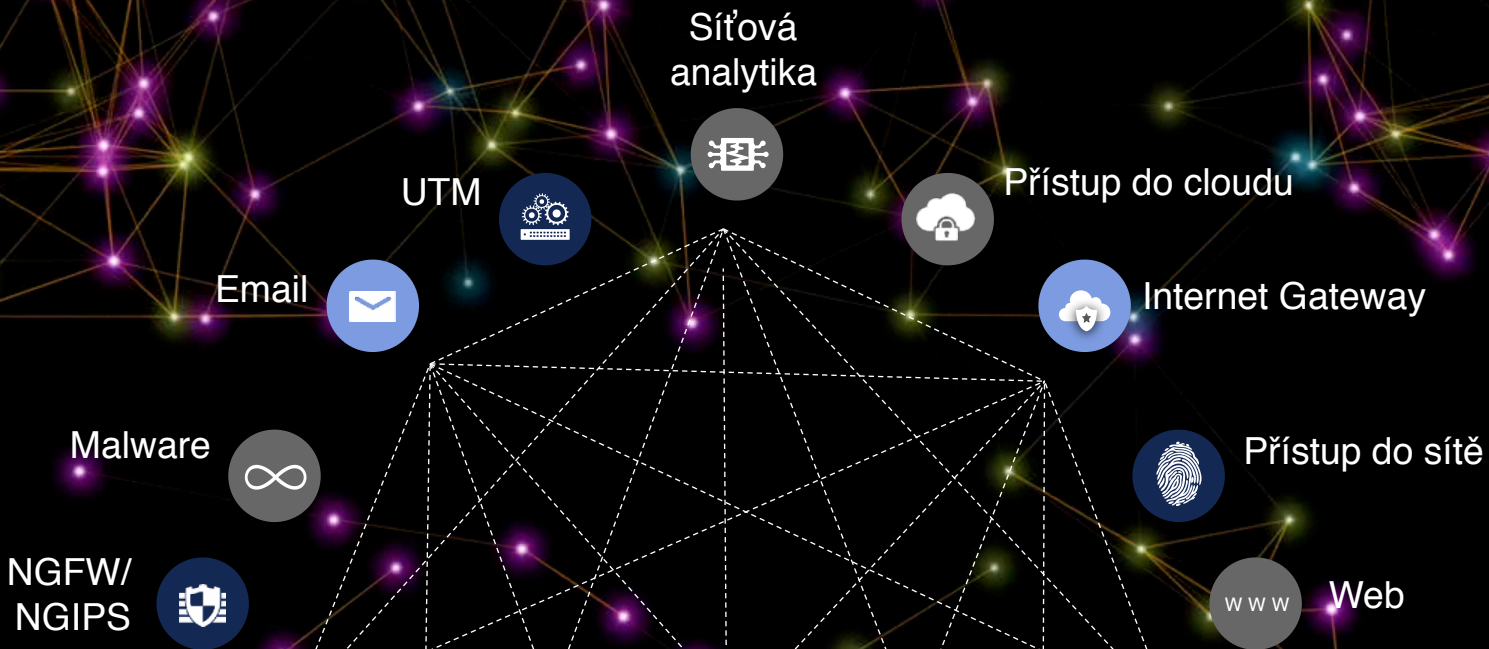 Síťová
analytika
UTM
Přístup do cloudu
Email
Internet Gateway
Malware
Přístup do sítě
NGFW/
NGIPS
www
Web